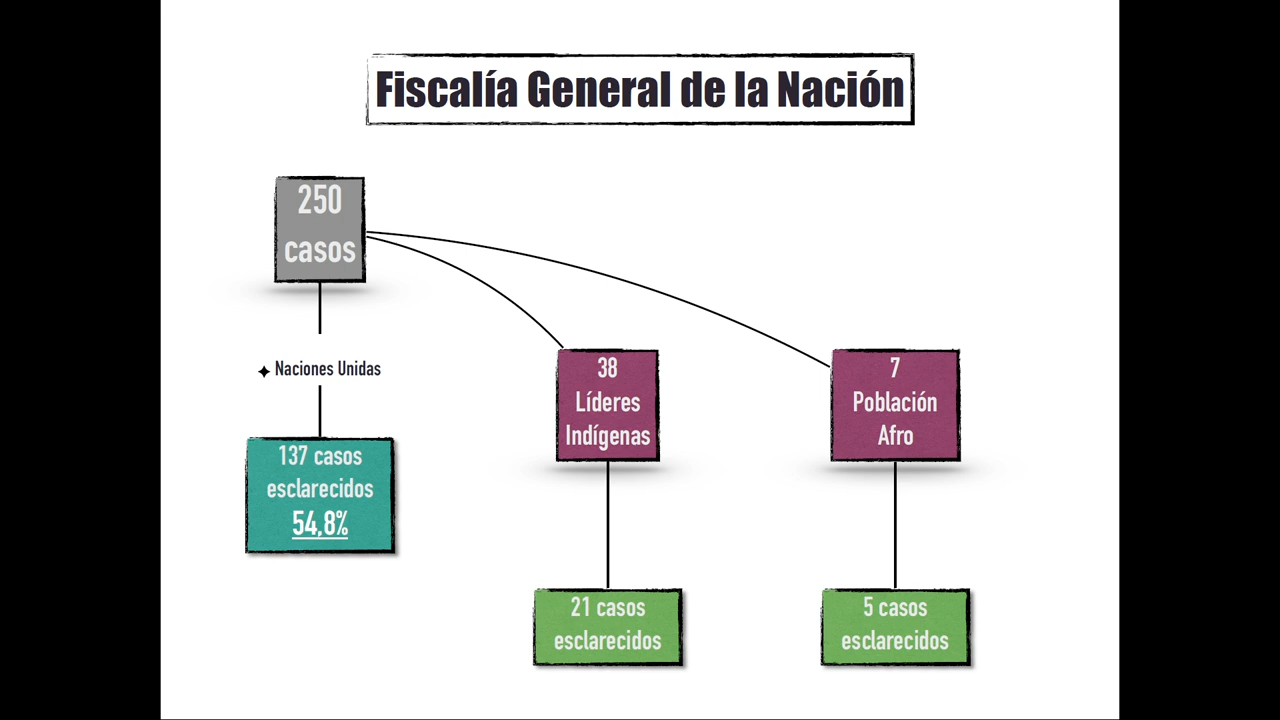 Fiscalía General de la Nación
250
casos
✦ Naciones Unidas
137 casos
esclarecidos
54,8%
38
Líderes
Indígenas
21 casos
esclarecidos
7
Población
Afro
5 casos
esclarecidos